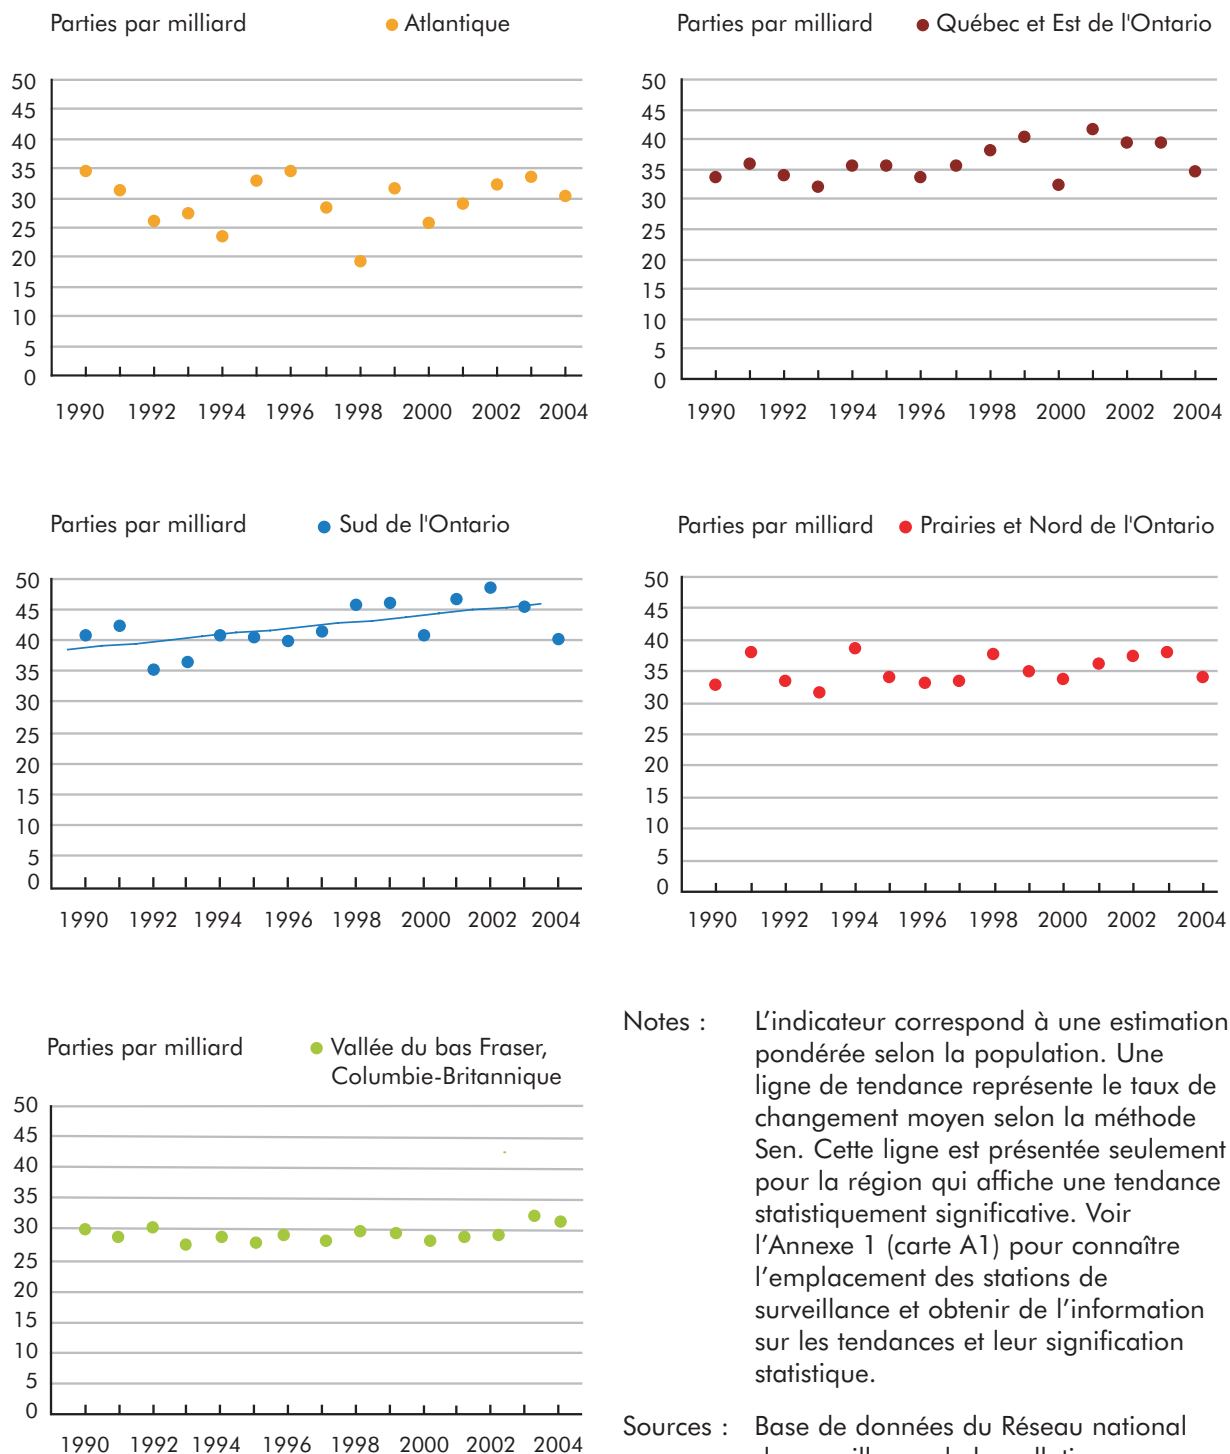 Parties par milliard
Atlantique
50
45
40
35
30
25
20
15
10
5
0
1990 1992 1994 1996 1998 2000 2002 2004
Parties par milliard
Québec et Est de l'Ontario
50
45
40
35
30
25
20
15
10
5
0
1990 1992 1994 1996 1998 2000 2002 2004
Parties par milliard
Sud de l'Ontario
50
45
40
35
30
25
20
15
10
5
0
1990 1992 1994 1996 1998 2000 2002 2004
Parties par milliard
Prairies et Nord de l'Ontario
50
45
40
35
30
25
20
15
10
5
0
1990 1992 1994 1996 1998 2000 2002 2004
Parties par milliard
Vallée du bas Fraser,
Columbie-Britannique
50
45
40
35
30
25
20
15
10
5
0
1990 1992 1994 1996 1998 2000 2002 2004
Notes : L’indicateur correspond à une estimation
pondérée selon la population. Une
ligne de tendance représente le taux de
changement moyen selon la méthode
Sen. Cette ligne est présentée seulement
pour la région qui affiche une tendance
statistiquement significative. Voir
l’Annexe 1 (carte A1) pour connaître
l’emplacement des stations de
surveillance et obtenir de l’information
sur les tendances et leur signification
statistique.
Sources : Base de données du Réseau national